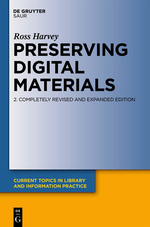 DE GRUYTER
SAUR
Ross Harvey
PRESERVING
DIGITAL
MATERIALS
2. COMPLETELY REVISED AND EXPANDED EDITION
CURRENT TOPICS IN LIBRARY
AND INFORMATION PRACTICE
DE
G